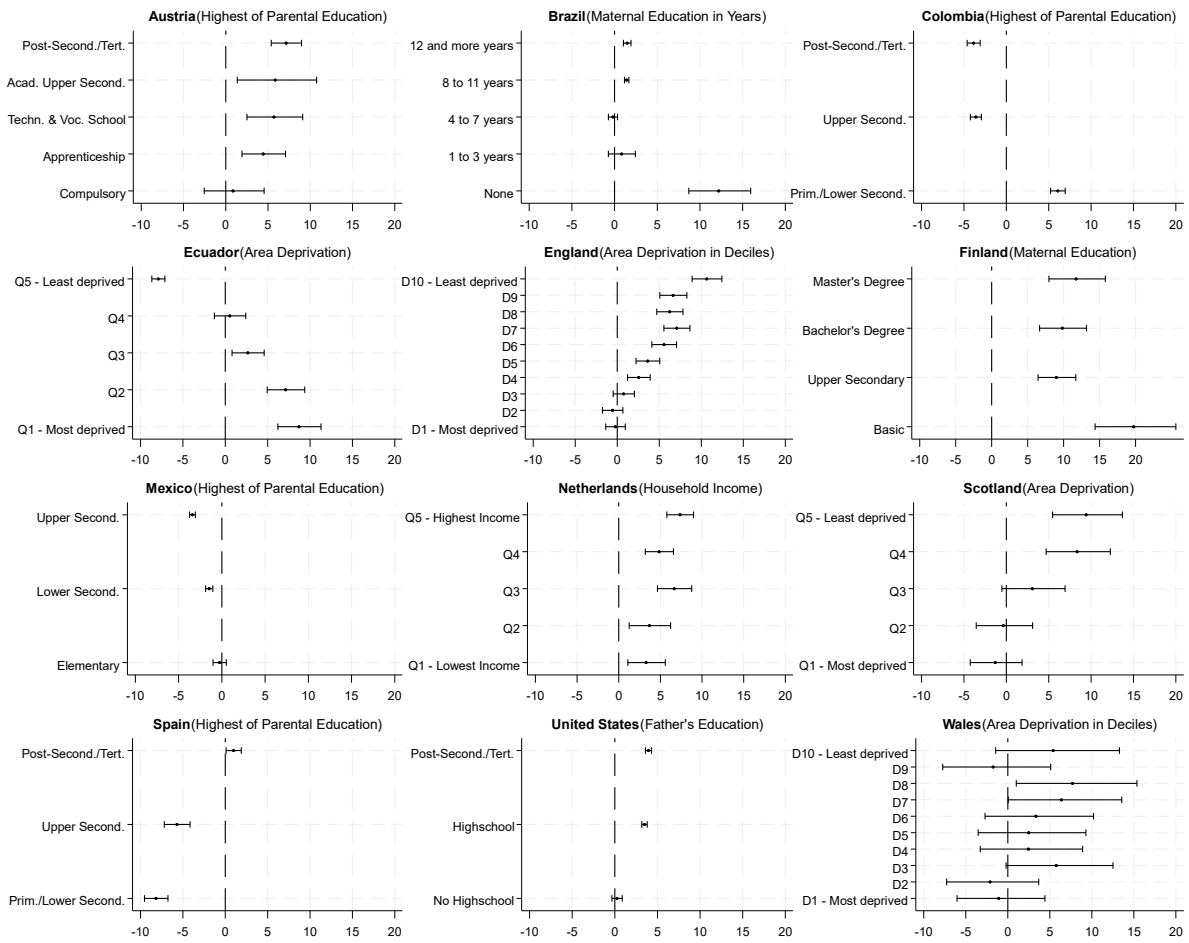 Austria(Highest of Parental Education)
Post-Second./Tert.
Acad. Upper Second.
Techn. & Voc. School
Apprenticeship
Compulsory
-10 -5 0 5 10 15 20
Brazil(Maternal Education in Years)
12 and more years
8 to 11 years
4 to 7 years
1 to 3 years
None
-10 -5 0 5 10 15 20
Colombia(Highest of Parental Education)
Post-Second./Tert.
Upper Second.
Prim./Lower Second.
-10 -5 0 5 10 15 20
Ecuador(Area Deprivation)
Q5 - Least deprived
Q4
Q3
Q2
Q1 - Most deprived
-10 -5 0 5 10 15 20
England(Area Deprivation in Deciles)
D10 - Least deprived
D9
D8
D7
D6
D5
D4
D3
D2
D1 - Most deprived
-10 -5 0 5 10 15 20
Finland(Maternal Education)
Master's Degree
Bachelor's Degree
Upper Secondary
Basic
-10 -5 0 5 10 15 20
Mexico(Highest of Parental Education)
Upper Second.
Lower Second.
Elementary
-10 -5 0 5 10 15 20
Netherlands(Household Income)
Q5 - Highest Income
Q4
Q3
Q2
Q1 - Lowest Income
-10 -5 0 5 10 15 20
Scotland(Area Deprivation)
Q5 - Least deprived
Q4
Q3
Q2
Q1 - Most deprived
-10 -5 0 5 10 15 20
Spain(Highest of Parental Education)
Post-Second./Tert.
Upper Second.
Prim./Lower Second.
-10 -5 0 5 10 15 20
United States(Father's Education)
Post-Second./Tert.
Highschool
No Highschool
-10 -5 0 5 10 15 20
Wales(Area Deprivation in Deciles)
D10 - Least deprived
D9
D8
D7
D6
D5
D4
D3
D2
D1 - Most deprived
-10 -5 0 5 10 15 20